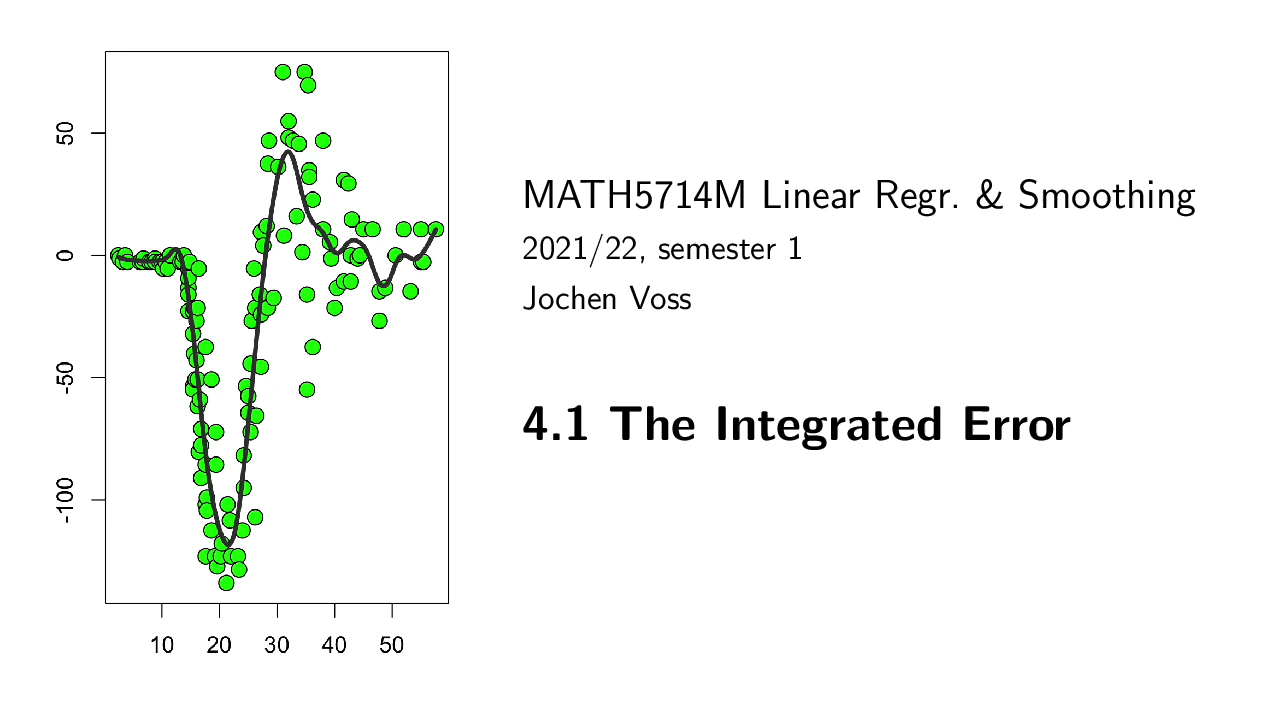 50
0
-50
-100
10 20 30 40 50
MATH5714M Linear Regr. & Smoothing
2021/22, semester 1
Jochen Voss
4.1 The Integrated Error